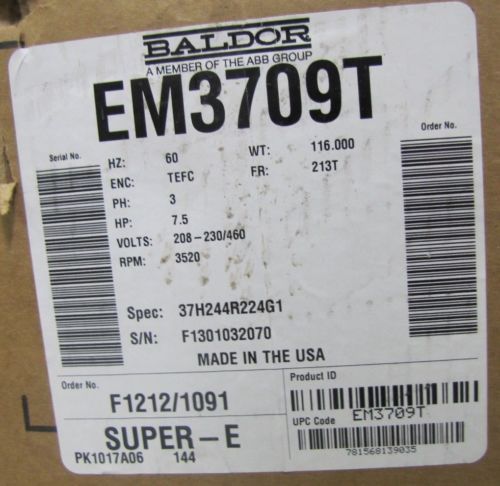 BALDOR
A MEMBER OF THE ABB GROUP
EM3709T
Serial No.
Order No.
HZ: 60 WT: 116.000
ENC: TEFC FR: 213T
PH: 3
HP: 7.5
VOLTS: 208-230/460
RPM: 3520
Spec: 37H244R224G1
S/N: F1301032070
MADE IN THE USA
Order No.
F1212/1091
Product ID
EM3709T
SUPER-E
UPC Code
781568139035
PK1017A06 144